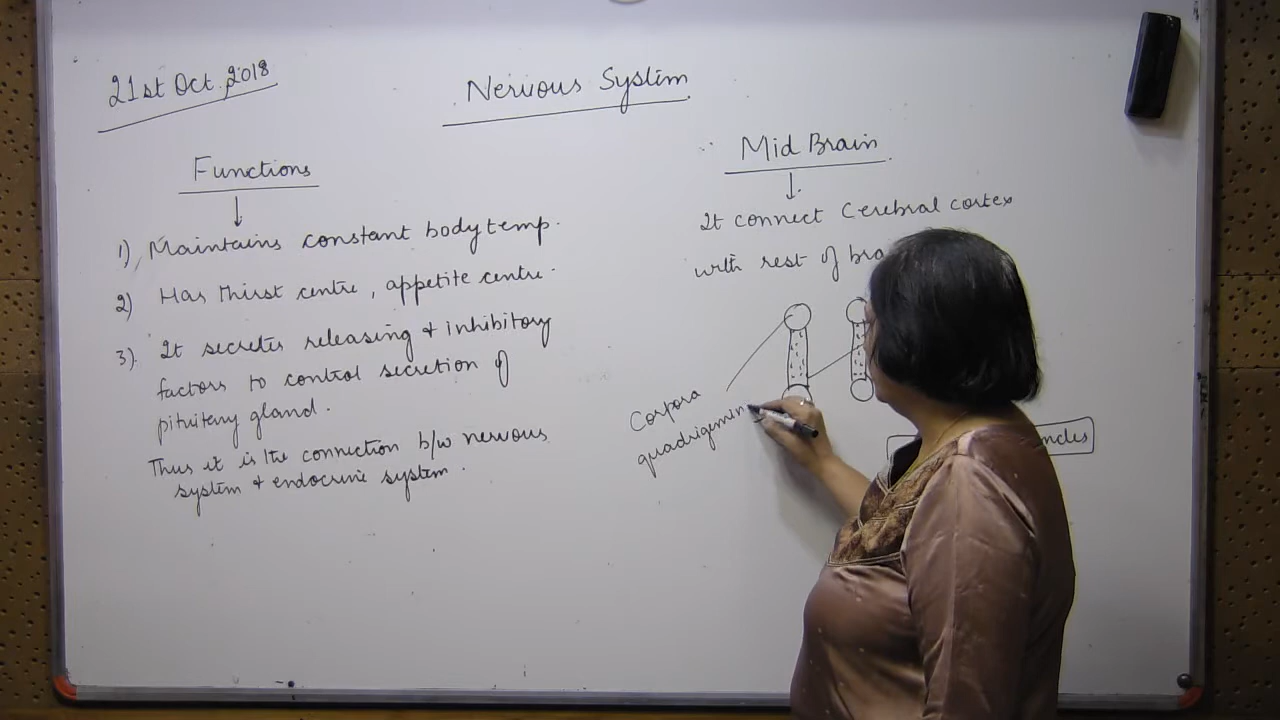 21st Oct, 2018
Nervous System
Functions
1), Maintains constant body temp.
2) Has thirst centre, appetite centre.
3). It secretes releasing & inhibitory
factors to control secretion of
pituitary gland.
Thus it is the connection b/w nervous
system & endocrine system.
Mid Brain
It connect Cerebral cortex
with rest of
Corpora